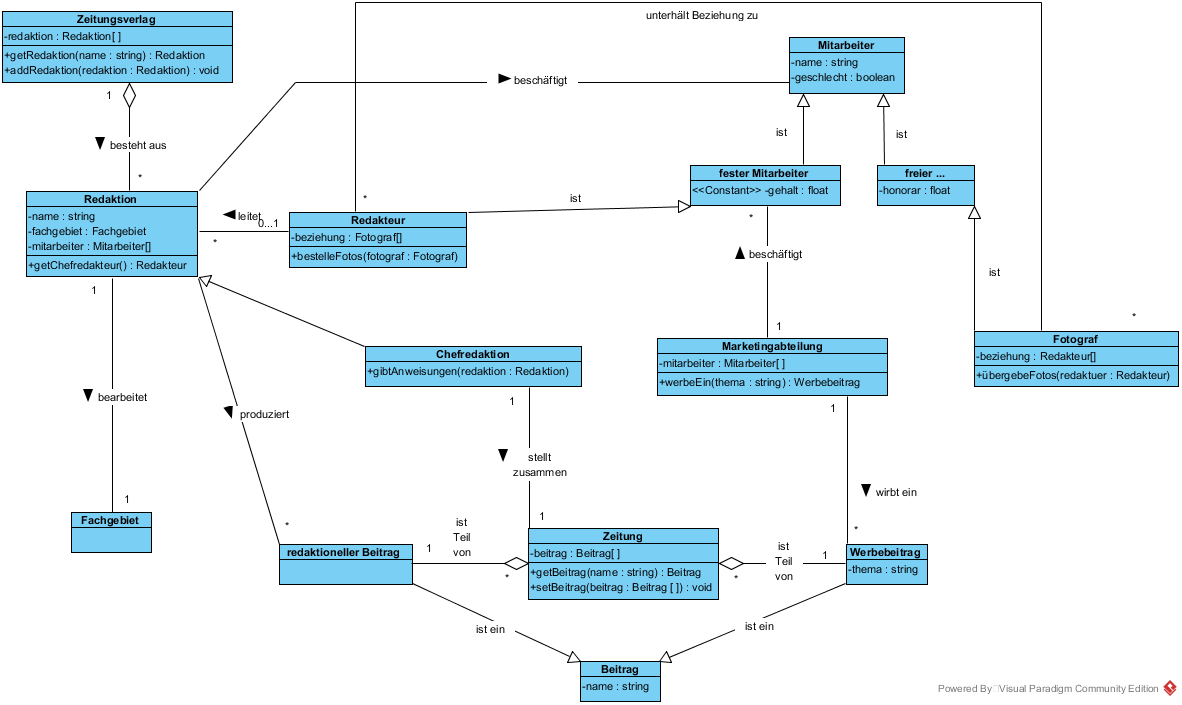 Zeitungsverlag
-redaktion : Redaktion[ ]
+getRedaktion(name : string) : Redaktion
+addRedaktion(redaktion : Redaktion) : void
unterhält Beziehung zu
Mitarbeiter
-name : string
-geschlecht : boolean
beschäftigt
1
besteht aus
*
ist
ist
fester Mitarbeiter
<<Constant>> -gehalt : float
freier ...
-honorar : float
Redaktion
-name : string
-fachgebiet : Fachgebiet
-mitarbeiter : Mitarbeiter[]
+getChefredakteur() : Redakteur
leitet
0...1
*
*
Redakteur
-beziehung : Fotograf[]
+bestelleFotos(fotograf : Fotograf)
ist
*
beschäftigt
1
ist
*
Fotograf
-beziehung : Redakteur[]
+übergebeFotos(redaktuer : Redakteur)
1
Chefredaktion
+gibtAnweisungen(redaktion : Redaktion)
Marketingabteilung
-mitarbeiter : Mitarbeiter[ ]
+werbeEin(thema : string) : Werbebeitrag
bearbeitet
produziert
1
stellt
zusammen
1
1
wirbt ein
*
1
Fachgebiet
*
redaktioneller Beitrag
1
ist
Teil
von
*
Zeitung
-beitrag : Beitrag[ ]
+getBeitrag(name : string) : Beitrag
+setBeitrag(beitrag : Beitrag [ ]) : void
*
ist
Teil
von
1
Werbebeitrag
-thema : string
ist ein
ist ein
Beitrag
-name : string
Powered By Visual Paradigm Community Edition